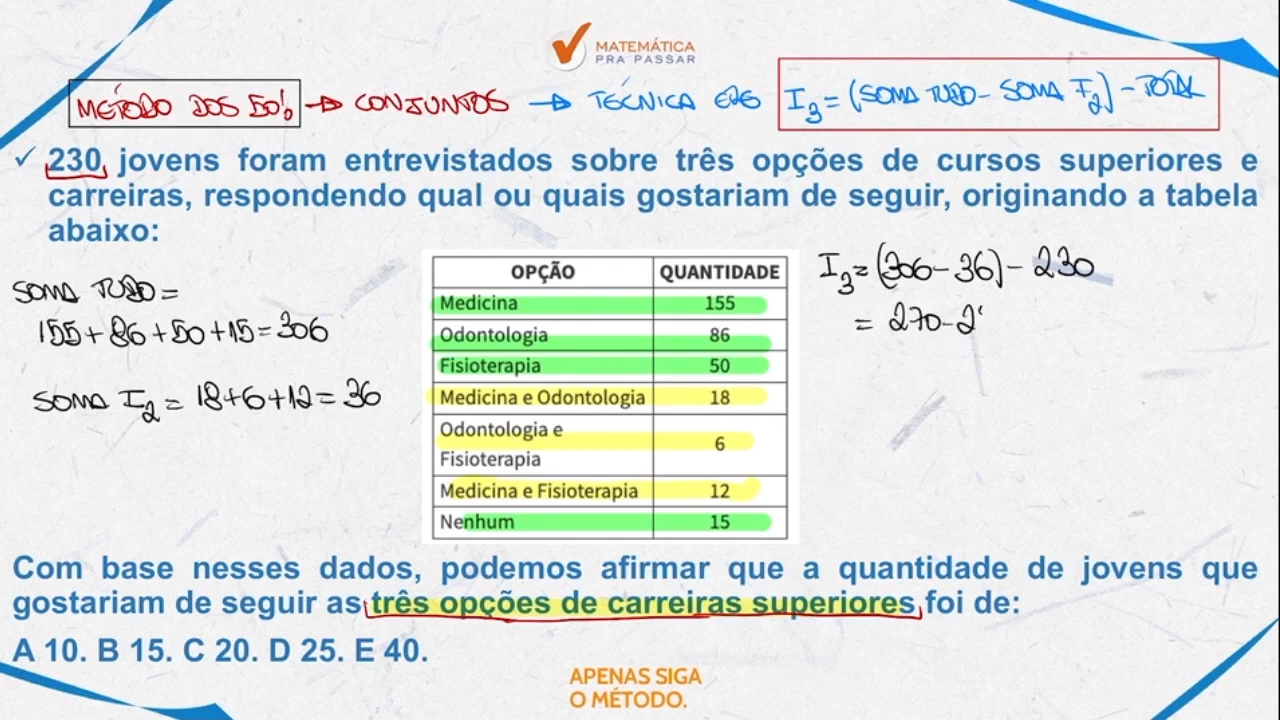 MATEMÁTICA
PRA PASSAR
MÉTODO DOS 50! → CONJUNTOS → TÉCNICA I₃ = (SOMA TUDO - SOMA I₂) - TOTAL
✓ 230 jovens foram entrevistados sobre três opções de cursos superiores e
carreiras, respondendo qual ou quais gostariam de seguir, originando a tabela
abaixo:
SOMA TUDO =
155 + 86 + 50 + 15 = 306
SOMA I₂ = 18 + 6 + 12 = 36
OPÇÃO QUANTIDADE
Medicina 155
Odontologia 86
Fisioterapia 50
Medicina e Odontologia 18
Odontologia e
Fisioterapia 6
Medicina e Fisioterapia 12
Nenhum 15
I₃ = (306 - 36) - 230
= 270 - 2
Com base nesses dados, podemos afirmar que a quantidade de jovens que
gostariam de seguir as três opções de carreiras superiores foi de:
A 10. B 15. C 20. D 25. E 40.
APENAS SIGA
O MÉTODO.